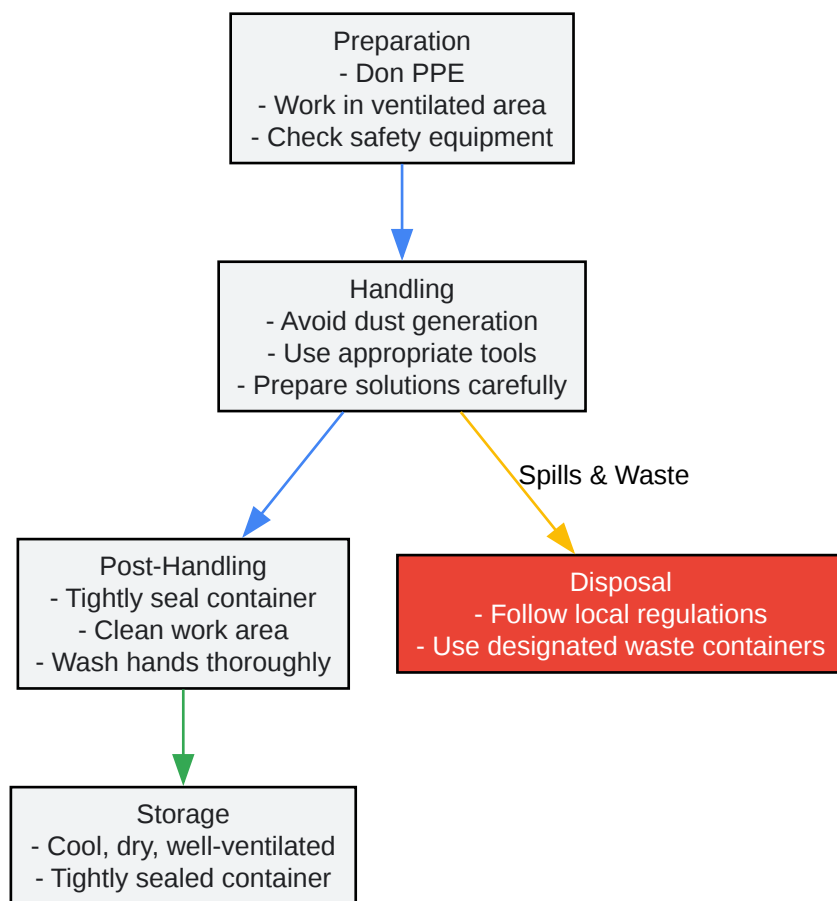 Preparation
- Don PPE
- Work in ventilated area
- Check safety equipment
Handling
- Avoid dust generation
- Use appropriate tools
- Prepare solutions carefully
Spills & Waste
Post-Handling
- Tightly seal container
- Clean work area
- Wash hands thoroughly
Disposal
- Follow local regulations
- Use designated waste containers
Storage
- Cool, dry, well-ventilated
- Tightly sealed container